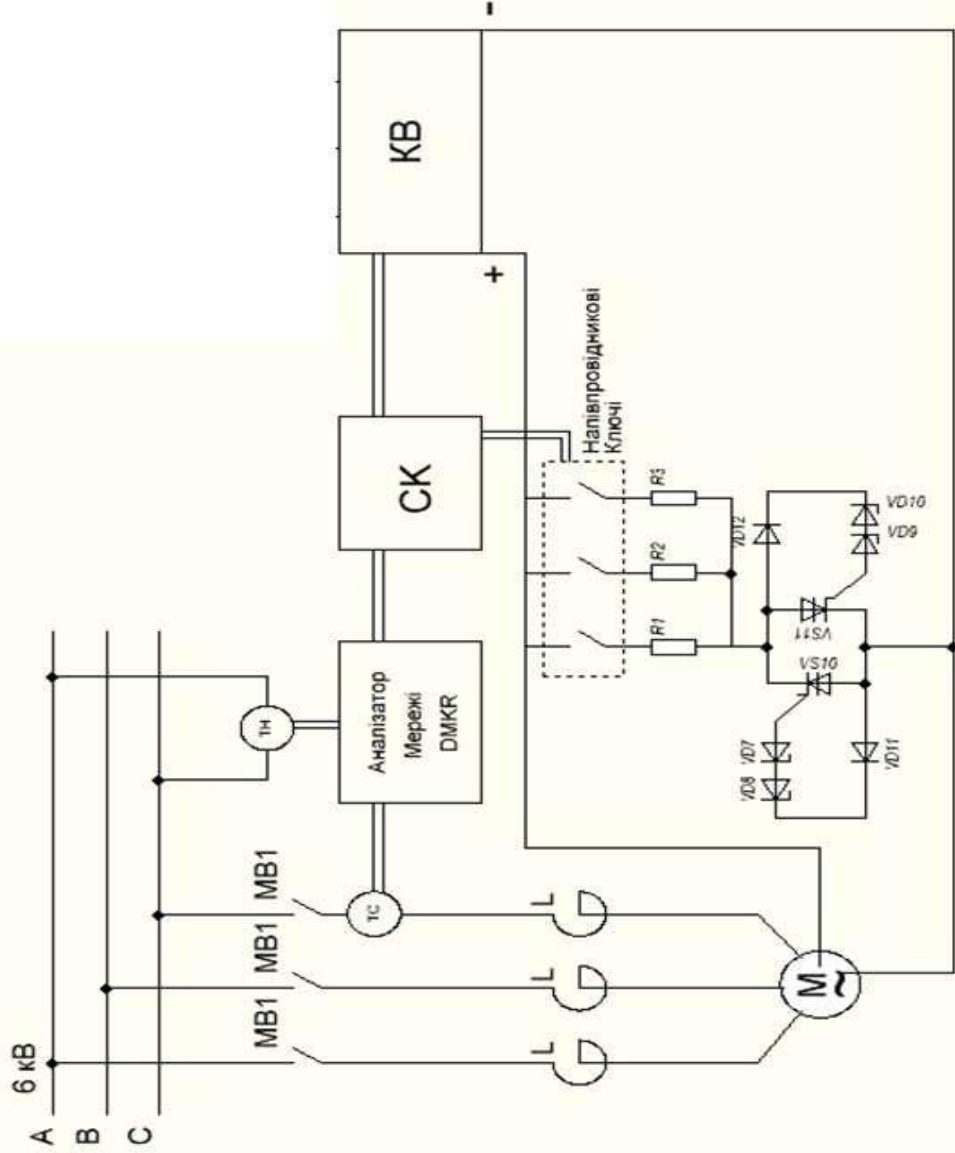 6 кВ
А
В
С
МВ1
МВ1
МВ1
ТН
ТС
Аналізатор
Мережі
DMKR
СК
КВ
-
+
Напівпровідникові
Ключі
R1
R2
R3
L
L
L
M
~
VD12
VD10
VD9
VS11
VS10
VD7
VD8
VD11